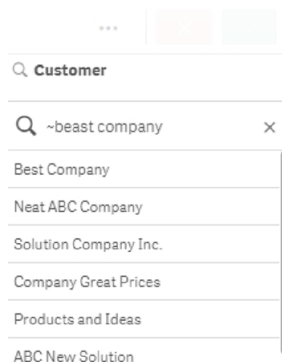 Customer
~beast company
Best Company
Neat ABC Company
Solution Company Inc.
Company Great Prices
Products and Ideas
ABC New Solution